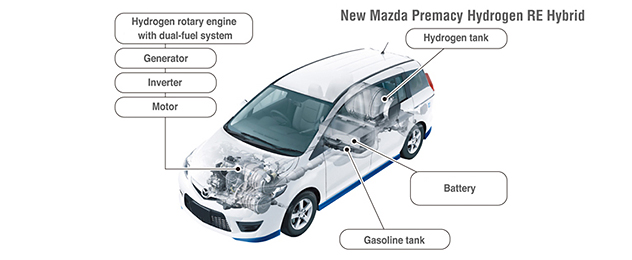 New Mazda Premacy Hydrogen RE Hybrid
Hydrogen rotary engine
with dual-fuel system
Generator
Inverter
Motor
Hydrogen tank
Battery
Gasoline tank